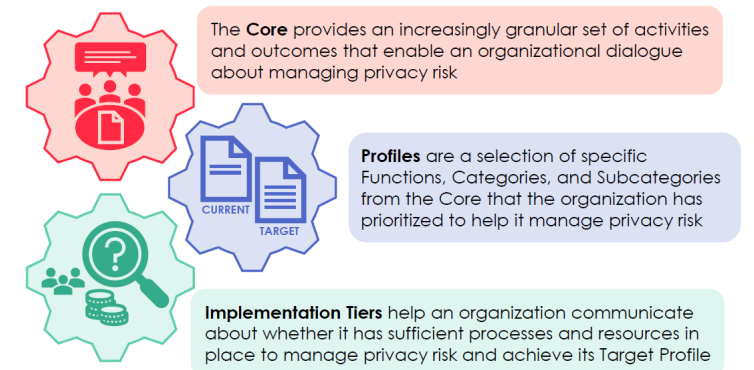 The Core provides an increasingly granular set of activities
and outcomes that enable an organizational dialogue
about managing privacy risk
CURRENT
TARGET
Profiles are a selection of specific
Functions, Categories, and Subcategories
from the Core that the organization has
prioritized to help it manage privacy risk
?
Implementation Tiers help an organization communicate
about whether it has sufficient processes and resources in
place to manage privacy risk and achieve its Target Profile